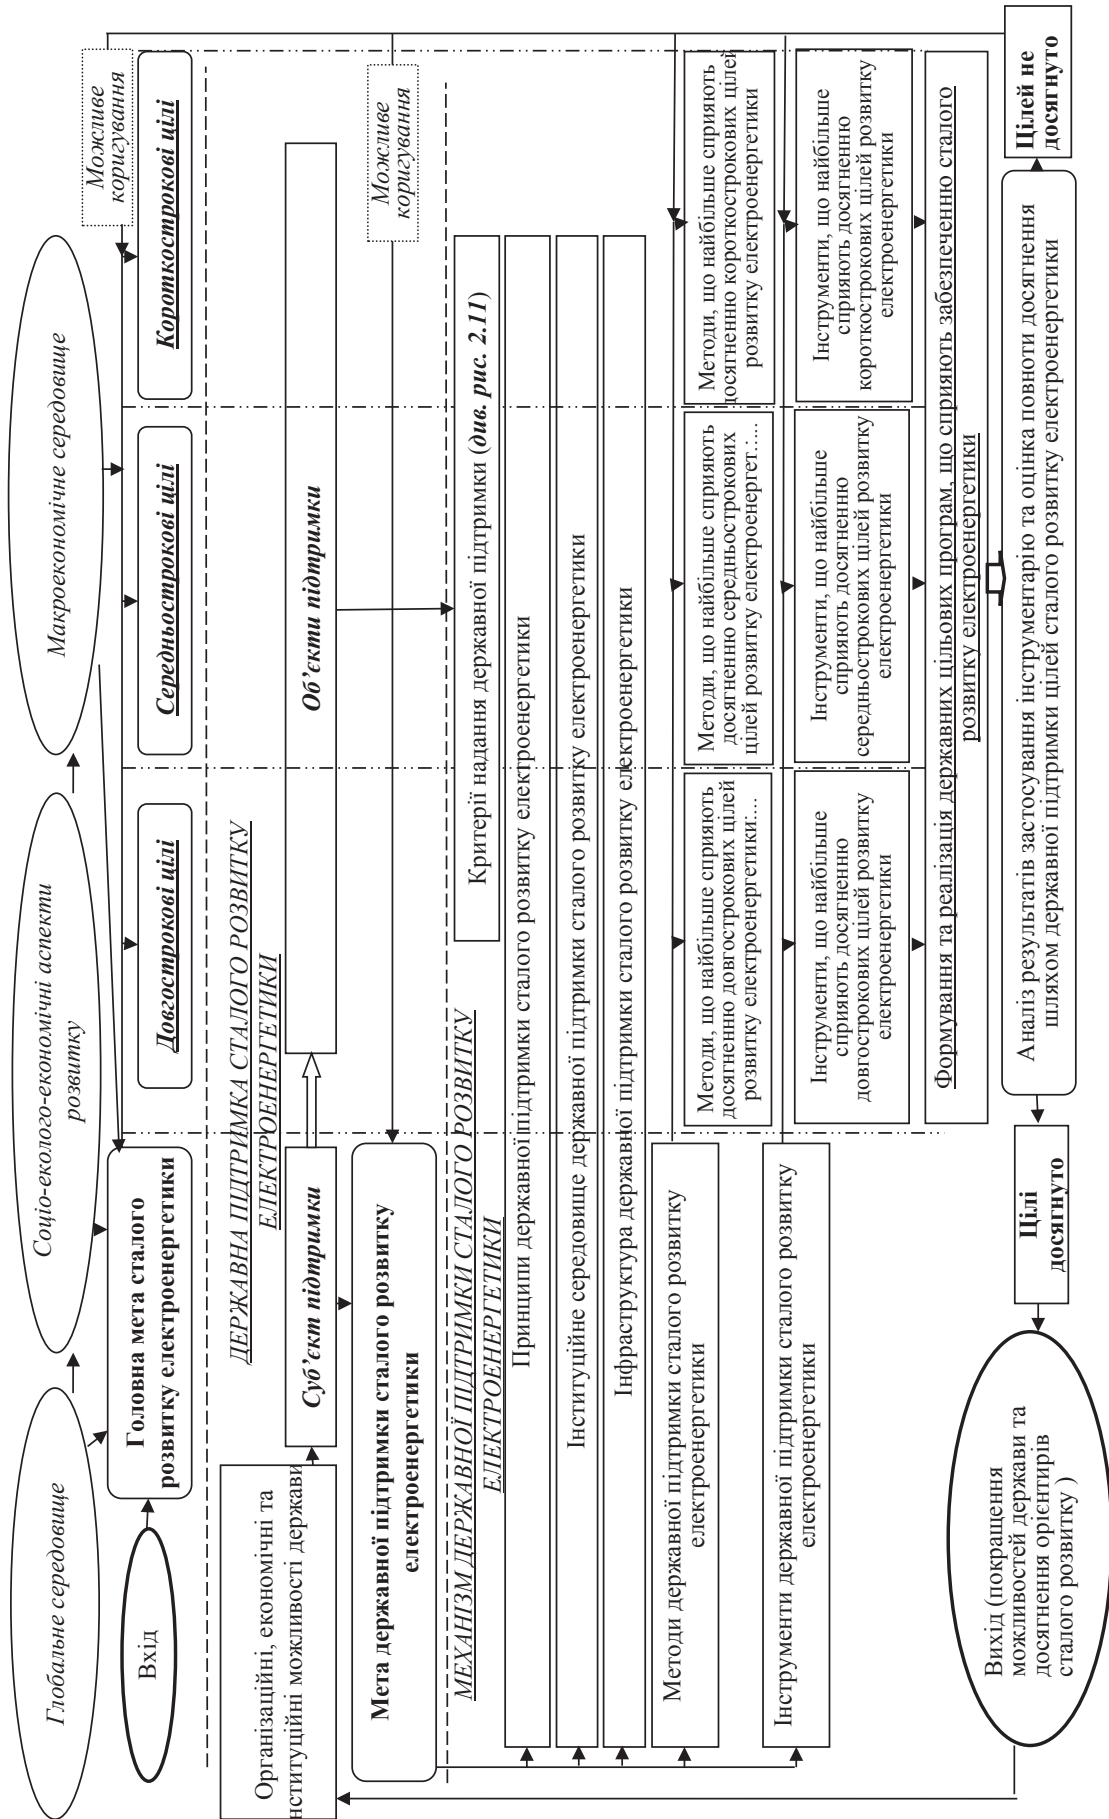 Глобальне середовище
Соціо-еколого-економічні аспекти
розвитку
Макроекономічне середовище
Можливе
коригування
Вхід
Головна мета сталого
розвитку електроенергетики
Довгострокові цілі
Середньострокові цілі
Короткострокові цілі
ДЕРЖАВНА ПІДТРИМКА СТАЛОГО РОЗВИТКУ
ЕЛЕКТРОЕНЕРГЕТИКИ
Організаційні, економічні та
нституційні можливості держави
Суб’єкт підтримки
Об’єкти підтримки
Мета державної підтримки сталого розвитку
електроенергетики
Можливе
коригування
МЕХАНІЗМ ДЕРЖАВНОЇ ПІДТРИМКИ СТАЛОГО РОЗВИТКУ
ЕЛЕКТРОЕНЕРГЕТИКИ
Критерії надання державної підтримки (див. рис. 2.11)
Принципи державної підтримки сталого розвитку електроенергетики
Інституційне середовище державної підтримки сталого розвитку електроенергетики
Інфраструктура державної підтримки сталого розвитку електроенергетики
Методи державної підтримки сталого розвитку
електроенергетики
Методи, що найбільше сприяють
досягненню довгострокових цілей
розвитку електроенергетики:...
Методи, що найбільше сприяють
досягненню середньострокових
цілей розвитку електроенергет.:...
Методи, що найбільше сприяють
досягненню короткострокових цілей
розвитку електроенергетики
Інструменти державної підтримки сталого розвитку
електроенергетики
Інструменти, що найбільше
сприяють досягненню
довгострокових цілей розвитку
електроенергетики
Інструменти, що найбільше
сприяють досягненню
середньострокових цілей розвитку
електроенергетики
Інструменти, що найбільше
сприяють досягненню
короткострокових цілей розвитку
електроенергетики
Формування та реалізація державних цільових програм, що сприяють забезпеченню сталого
розвитку електроенергетики
Вихід (покращення
можливостей держави та
досягнення орієнтирів
сталого розвитку )
Цілі
досягнуто
Аналіз результатів застосування інструментарію та оцінка повноти досягнення
шляхом державної підтримки цілей сталого розвитку електроенергетики
Цілей не
досягнуто